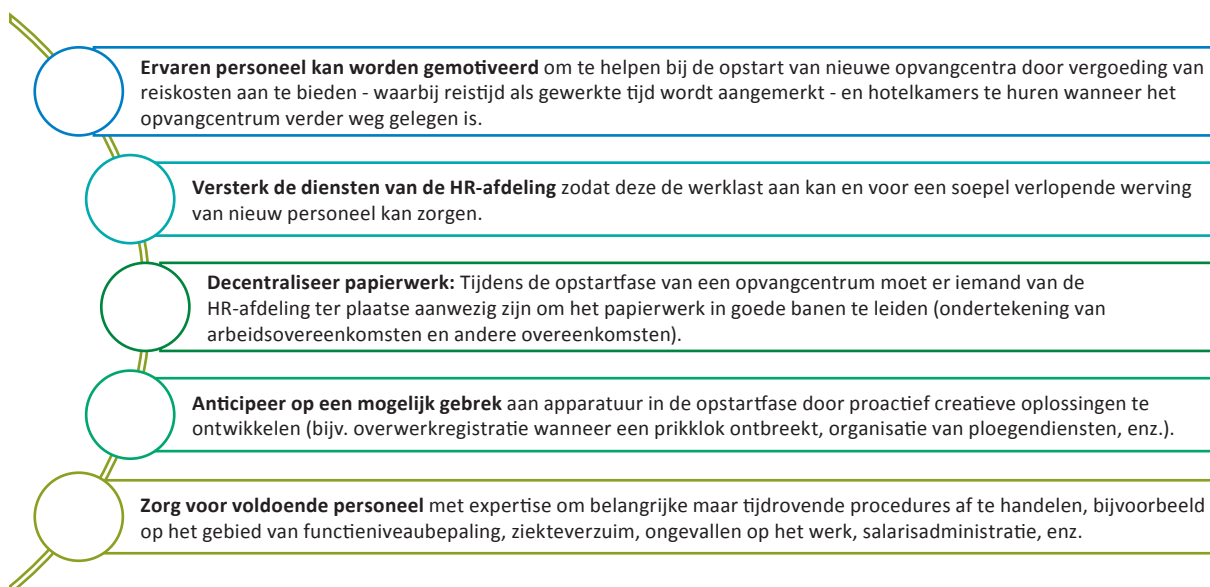 Ervaren personeel kan worden gemotiveerd om te helpen bij de opstart van nieuwe opvangcentra door vergoeding van
reiskosten aan te bieden - waarbij reistijd als gewerkte tijd wordt aangemerkt - en hotelkamers te huren wanneer het
opvangcentrum verder weg gelegen is.
Versterk de diensten van de HR-afdeling zodat deze de werklast aan kan en voor een soepel verlopende werving
van nieuw personeel kan zorgen.
Decentraliseer papierwerk: Tijdens de opstartfase van een opvangcentrum moet er iemand van de
HR-afdeling ter plaatse aanwezig zijn om het papierwerk in goede banen te leiden (ondertekening van
arbeidsovereenkomsten en andere overeenkomsten).
Anticipeer op een mogelijk gebrek aan apparatuur in de opstartfase door proactief creatieve oplossingen te
ontwikkelen (bijv. overwerkregistratie wanneer een prikklok ontbreekt, organisatie van ploegendiensten, enz.).
Zorg voor voldoende personeel met expertise om belangrijke maar tijdrovende procedures af te handelen, bijvoorbeeld
op het gebied van functieniveaubepaling, ziekteverzuim, ongevallen op het werk, salarisadministratie, enz.